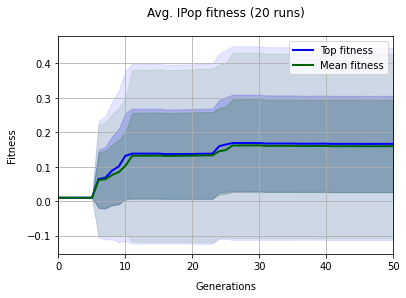 Avg. IPop fitness (20 runs)
Top fitness
Mean fitness
Fitness
0.4
0.3
0.2
0.1
0.0
−0.1
0 10 20 30 40 50
Generations